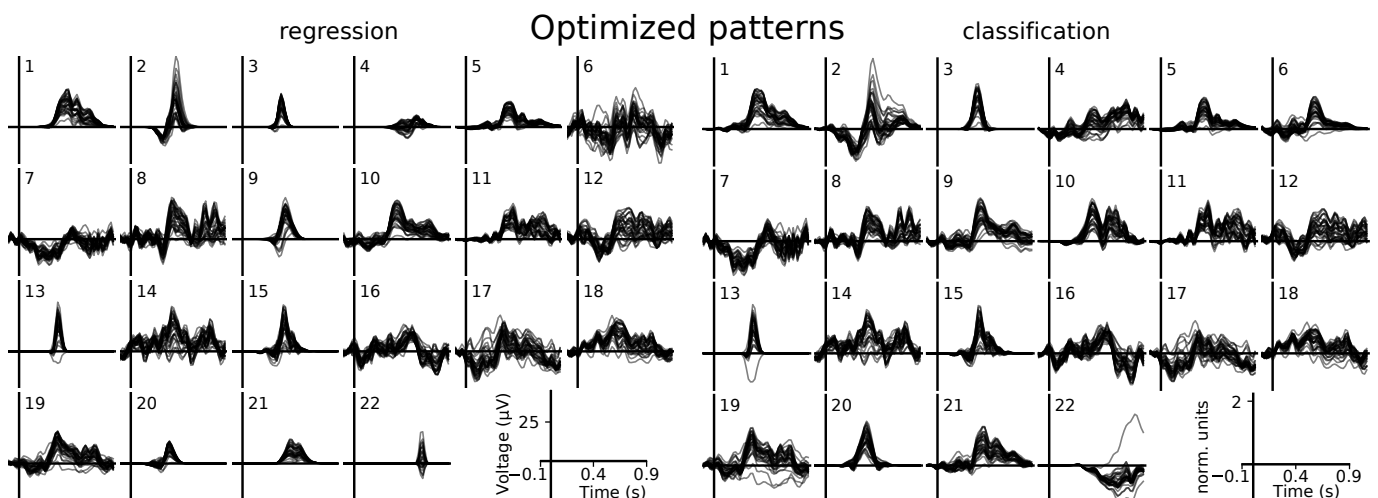 Optimized patterns
regression
classification
1 2 3 4 5 6
7 8 9 10 11 12
13 14 15 16 17 18
19 20 21 22
Voltage (µV)
25
−0.1 0.4 0.9
Time (s)
1 2 3 4 5 6
7 8 9 10 11 12
13 14 15 16 17 18
19 20 21 22
norm. units
2
−0.1 0.4 0.9
Time (s)